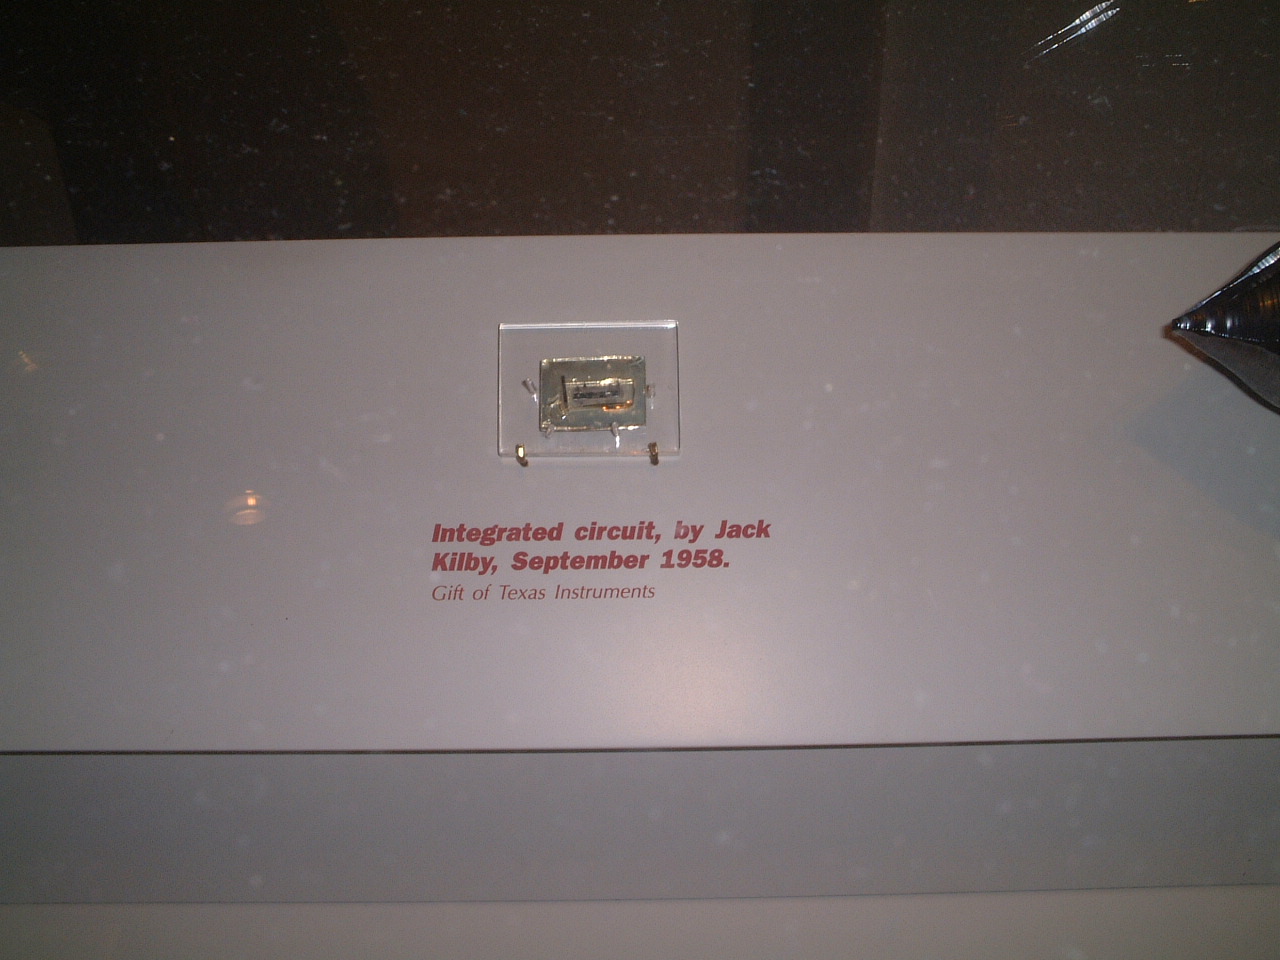 Integrated circuit, by Jack
Kilby, September 1958.
Gift of Texas Instruments